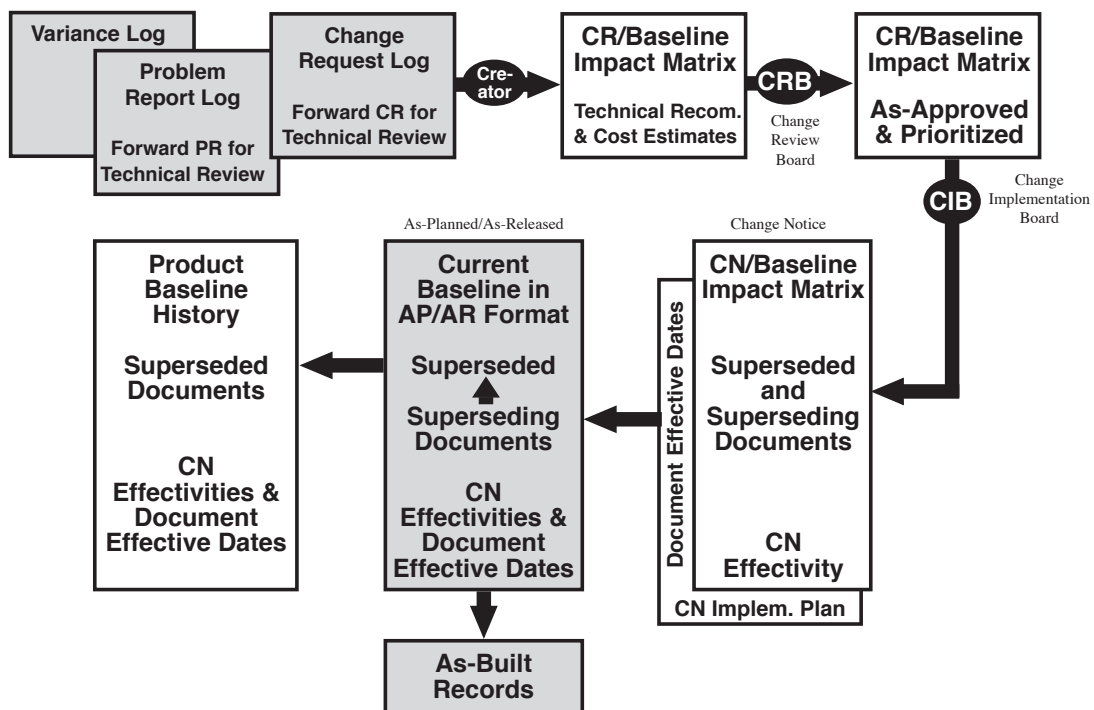 Variance Log
Problem
Report Log
Forward PR for
Technical Review
Change
Request Log
Forward CR for
Technical Review
Cre-
ator
CR/Baseline
Impact Matrix
Technical Recom.
& Cost Estimates
CRB
Change
Review
Board
CR/Baseline
Impact Matrix
As-Approved
& Prioritized
CIB
Change
Implementation
Board
Change Notice
CN/Baseline
Impact Matrix
Superseded
and
Superseding
Documents
CN
Effectivity
Document Effective Dates
CN Implem. Plan
As-Planned/As-Released
Current
Baseline in
AP/AR Format
Superseded
Superseding
Documents
CN
Effectivities &
Document
Effective Dates
Product
Baseline
History
Superseded
Documents
CN
Effectivities &
Document
Effective Dates
As-Built
Records